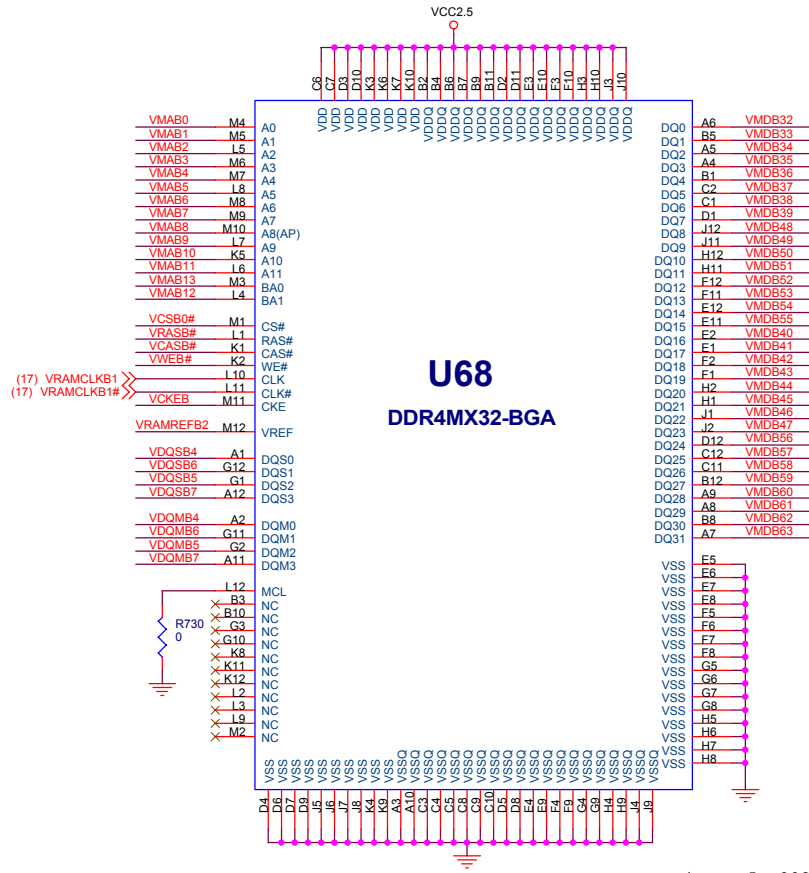 VCC2.5
C6 C7 D3 D10 K3 K6 K7 K10 B2 B4 B6 B7 B9 B11 D2 D11 E3 E10 F3 F10 H3 H10 J3 J10
VDD VDD VDD VDD VDD VDD VDD VDD VDDQ VDDQ VDDQ VDDQ VDDQ VDDQ VDDQ VDDQ VDDQ VDDQ VDDQ VDDQ VDDQ VDDQ VDDQ VDDQ
VMAB0 M4 A0
VMAB1 M5 A1
VMAB2 L5 A2
VMAB3 M6 A3
VMAB4 M7 A4
VMAB5 L8 A5
VMAB6 M8 A6
VMAB7 M9 A7
VMAB8 M10 A8(AP)
VMAB9 L7 A9
VMAB10 K5 A10
VMAB11 L6 A11
VMAB13 M3 BA0
VMAB12 L4 BA1
VCSB0# M1 CS#
VRASB# L1 RAS#
VCASB# K1 CAS#
VWEB# K2 WE#
(17) VRAMCLKB1 L10 CLK
(17) VRAMCLKB1# L11 CLK#
VCKEB M11 CKE
VRAMREFB2 M12 VREF
VDQSB4 A1 DQS0
VDQSB6 G12 DQS1
VDQSB5 G1 DQS2
VDQSB7 A12 DQS3
VDQMB4 A2 DQM0
VDQMB6 G11 DQM1
VDQMB5 G2 DQM2
VDQMB7 A11 DQM3
L12 MCL
B3 NC
B10 NC
G3 NC
G10 NC
K8 NC
K11 NC
K12 NC
L2 NC
L3 NC
L9 NC
M2 NC
R730
0
U68
DDR4MX32-BGA
DQ0 A6 VMDB32
DQ1 B5 VMDB33
DQ2 A5 VMDB34
DQ3 A4 VMDB35
DQ4 B1 VMDB36
DQ5 C2 VMDB37
DQ6 C1 VMDB38
DQ7 D1 VMDB39
DQ8 J12 VMDB48
DQ9 J11 VMDB49
DQ10 H12 VMDB50
DQ11 H11 VMDB51
DQ12 F12 VMDB52
DQ13 F11 VMDB53
DQ14 E12 VMDB54
DQ15 E11 VMDB55
DQ16 E2 VMDB40
DQ17 E1 VMDB41
DQ18 F2 VMDB42
DQ19 F1 VMDB43
DQ20 H2 VMDB44
DQ21 H1 VMDB45
DQ22 J1 VMDB46
DQ23 J2 VMDB47
DQ24 D12 VMDB56
DQ25 C12 VMDB57
DQ26 C11 VMDB58
DQ27 B12 VMDB59
DQ28 A9 VMDB60
DQ29 A8 VMDB61
DQ30 B8 VMDB62
DQ31 A7 VMDB63
VSS E5
VSS E6
VSS E7
VSS E8
VSS F5
VSS F6
VSS F7
VSS F8
VSS G5
VSS G6
VSS G7
VSS G8
VSS H5
VSS H6
VSS H7
VSS H8
VSS VSS VSS VSS VSS VSS VSS VSS VSS VSS VSSQ VSSQ VSSQ VSSQ VSSQ VSSQ VSSQ VSSQ VSSQ VSSQ VSSQ VSSQ VSSQ VSSQ VSSQ VSSQ VSSQ VSSQ VSSQ VSSQ
D4 D6 D7 D9 J5 J6 J7 J8 K4 K9 A3 A10 C3 C4 C5 C8 C9 C10 D5 D8 E4 E9 F4 F9 G4 G9 H4 H9 J4 J9